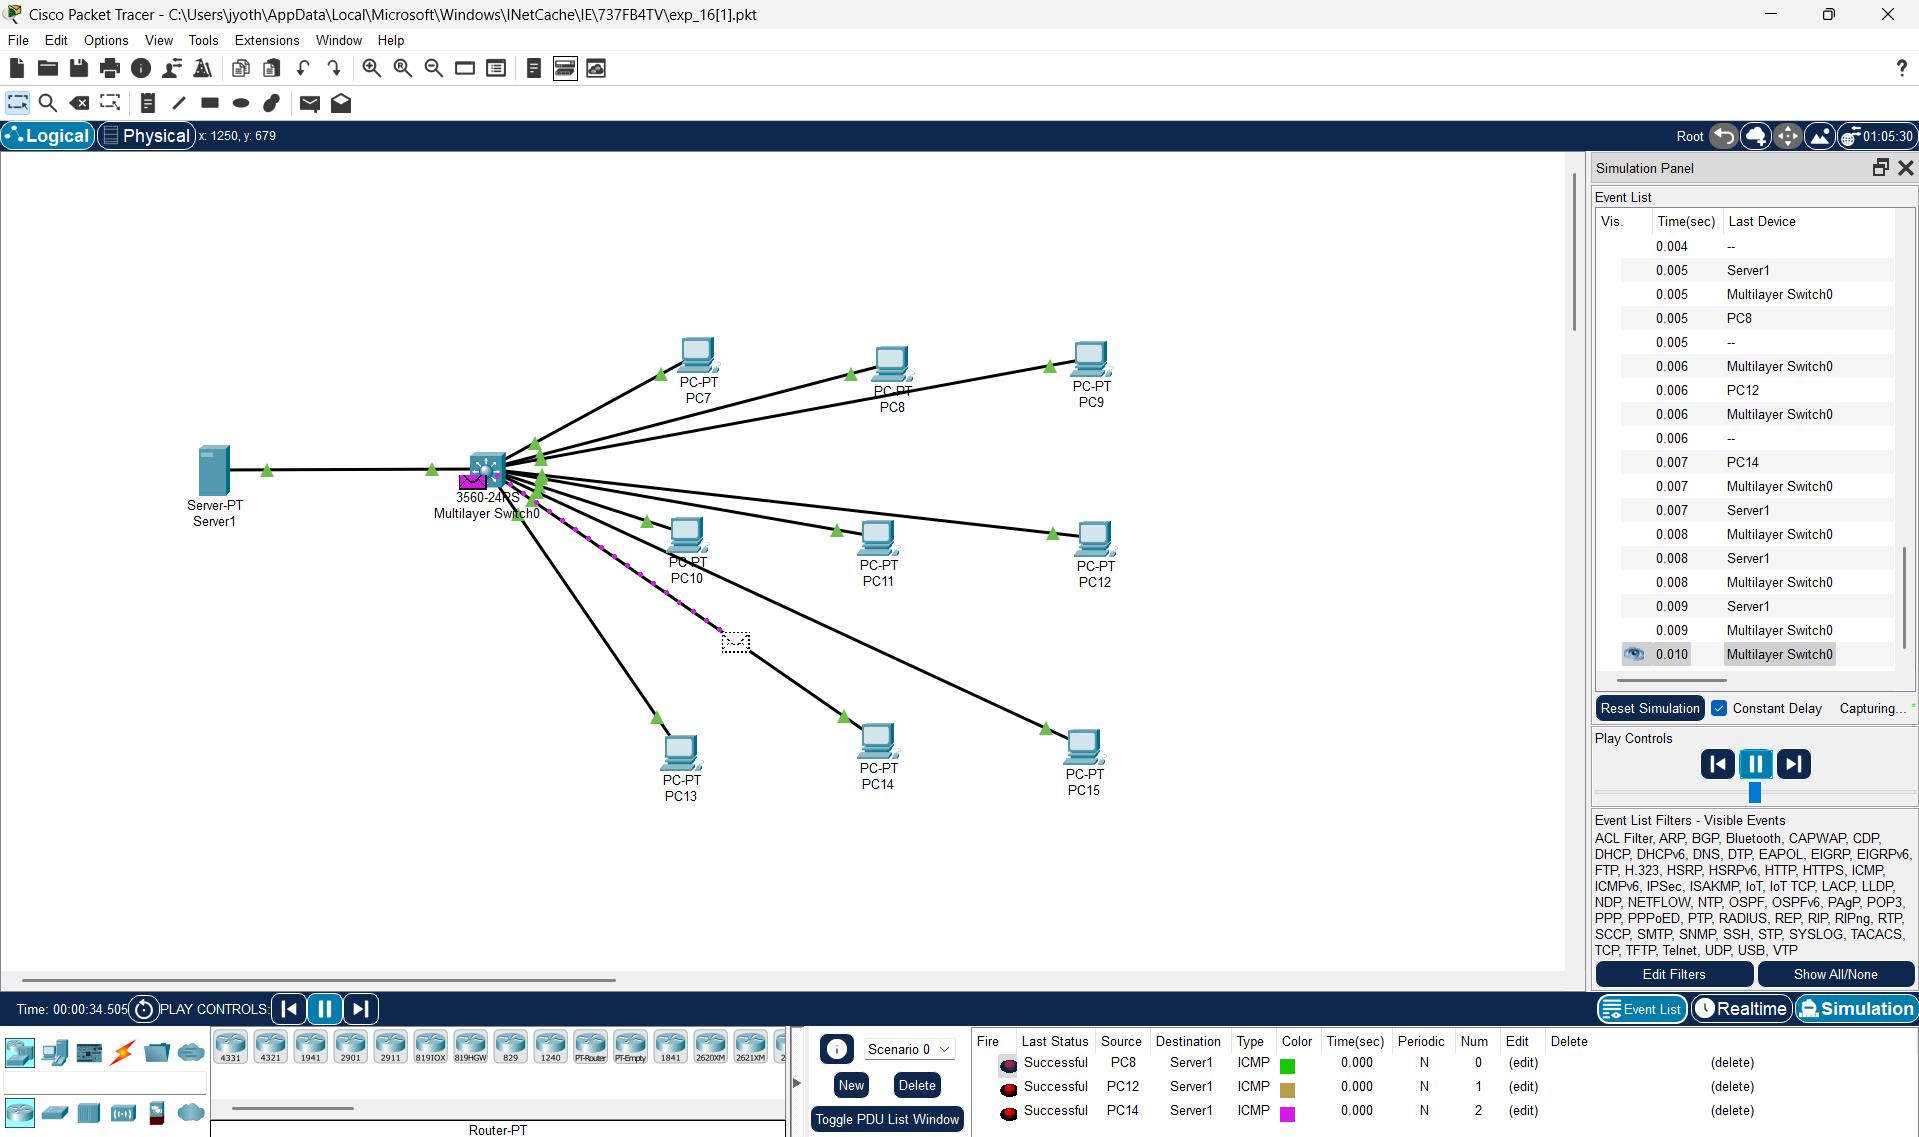 Cisco Packet Tracer - C:\Users\jyoth\AppData\Local\Microsoft\Windows\INetCache\IE\737FB4TV\exp_16[1].pkt
File Edit Options View Tools Extensions Window Help
Logical Physical x: 1250, y: 679 Root 01:05:30
PC-PT
PC7
PC-PT
PC8
PC-PT
PC9
Server-PT
Server1
3560-24PS
Multilayer Switch0
PC-PT
PC10
PC-PT
PC11
PC-PT
PC12
PC-PT
PC13
PC-PT
PC14
PC-PT
PC15
Simulation Panel
Event List
Vis. Time(sec) Last Device
0.004 --
0.005 Server1
0.005 Multilayer Switch0
0.005 PC8
0.005 --
0.006 Multilayer Switch0
0.006 PC12
0.006 Multilayer Switch0
0.006 --
0.007 PC14
0.007 Multilayer Switch0
0.007 Server1
0.008 Multilayer Switch0
0.008 Server1
0.008 Multilayer Switch0
0.009 Server1
0.009 Multilayer Switch0
0.010 Multilayer Switch0
Reset Simulation Constant Delay Capturing...
Play Controls
Event List Filters - Visible Events
ACL Filter, ARP, BGP, Bluetooth, CAPWAP, CDP,
DHCP, DHCPv6, DNS, DTP, EAPOL, EIGRP, EIGRPv6,
FTP, H.323, HSRP, HSRPv6, HTTP, HTTPS, ICMP,
ICMPv6, IPSec, ISAKMP, IoT, IoT TCP, LACP, LLDP,
NDP, NETFLOW, NTP, OSPF, OSPFv6, PAgP, POP3,
PPP, PPPoED, PTP, RADIUS, REP, RIP, RIPng, RTP,
SCCP, SMTP, SNMP, SSH, STP, SYSLOG, TACACS,
TCP, TFTP, Telnet, UDP, USB, VTP
Edit Filters Show All/None
Time: 00:00:34.505 PLAY CONTROLS: Event List Realtime Simulation
4331 4321 1941 2901 2911 819IOX 819HGW 829 1240 PT-Router PT-Empty 1841 2620XM 2621XM 2
Router-PT
Scenario 0
New Delete
Toggle PDU List Window
Fire Last Status Source Destination Type Color Time(sec) Periodic Num Edit Delete
Successful PC8 Server1 ICMP 0.000 N 0 (edit) (delete)
Successful PC12 Server1 ICMP 0.000 N 1 (edit) (delete)
Successful PC14 Server1 ICMP 0.000 N 2 (edit) (delete)